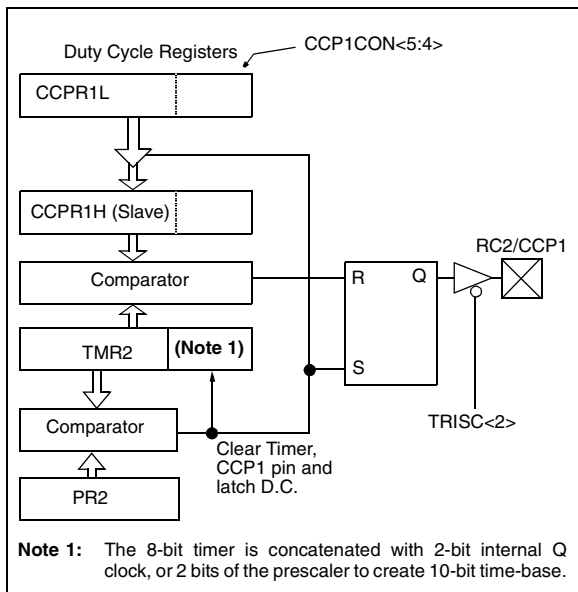 Duty Cycle Registers
CCP1CON<5:4>
CCPR1L
CCPR1H (Slave)
Comparator
RC2/CCP1
R
Q
TMR2
(Note 1)
S
Comparator
TRISC<2>
Clear Timer,
CCP1 pin and
latch D.C.
PR2
Note 1: The 8-bit timer is concatenated with 2-bit internal Q
clock, or 2 bits of the prescaler to create 10-bit time-base.